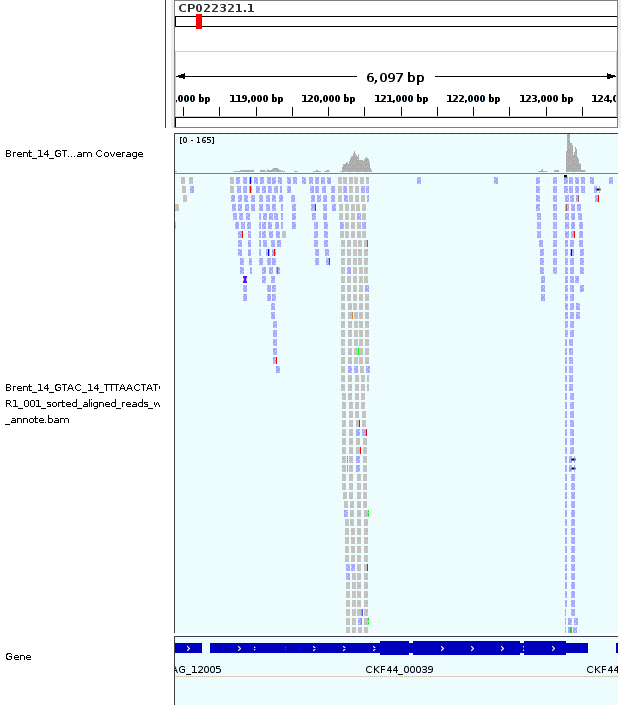 CP022321.1
6,097 bp
,000 bp 119,000 bp 120,000 bp 121,000 bp 122,000 bp 123,000 bp 124,0
Brent_14_GT...am Coverage
[0 - 165]
Brent_14_GTAC_14_TTTAACTAT
R1_001_sorted_aligned_reads_w
_annote.bam
Gene
AG_12005 CKF44_00039 CKF44